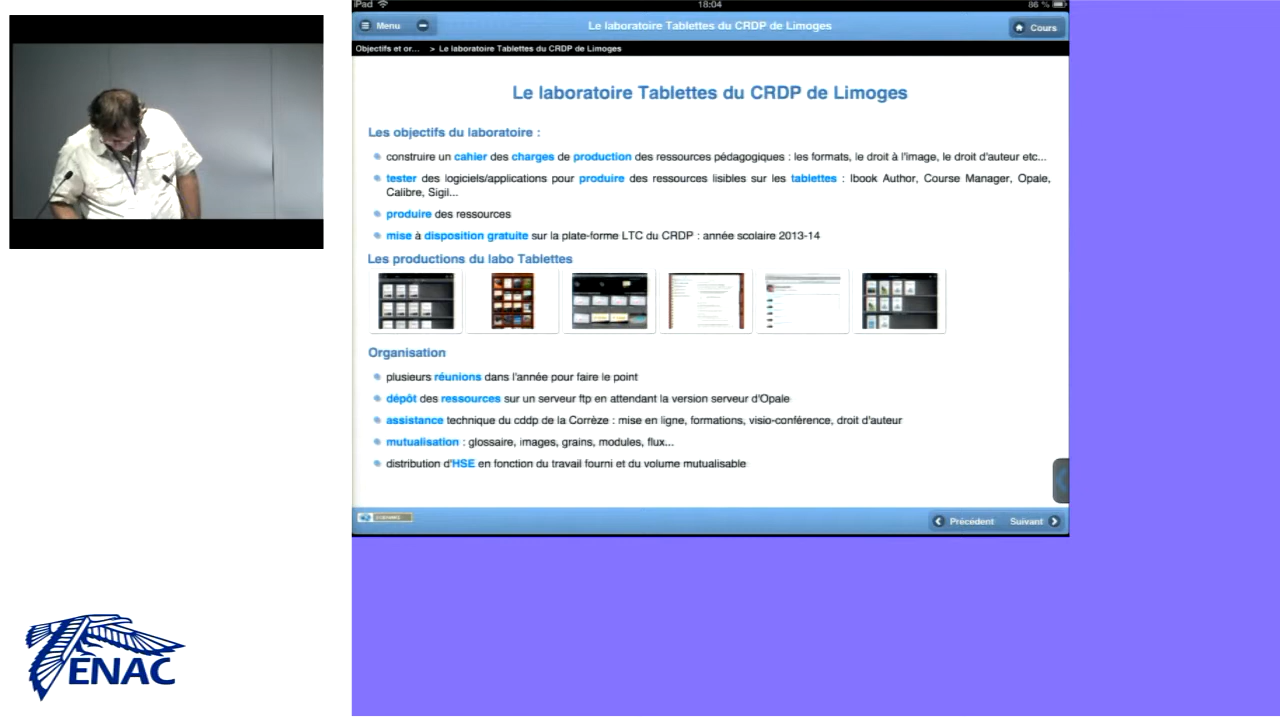 iPad 18:04 86 %
Menu Le laboratoire Tablettes du CRDP de Limoges Cours
Objectifs et or... > Le laboratoire Tablettes du CRDP de Limoges
Le laboratoire Tablettes du CRDP de Limoges
Les objectifs du laboratoire :
construire un cahier des charges de production des ressources pédagogiques : les formats, le droit à l'image, le droit d'auteur etc...
tester des logiciels/applications pour produire des ressources lisibles sur les tablettes : Ibook Author, Course Manager, Opale,
Calibre, Sigil...
produire des ressources
mise à disposition gratuite sur la plate-forme LTC du CRDP : année scolaire 2013-14
Les productions du labo Tablettes
Organisation
plusieurs réunions dans l'année pour faire le point
dépôt des ressources sur un serveur ftp en attendant la version serveur d'Opale
assistance technique du cddp de la Corrèze : mise en ligne, formations, visio-conférence, droit d'auteur
mutualisation : glossaire, images, grains, modules, flux...
distribution d'HSE en fonction du travail fourni et du volume mutualisable
Précédent Suivant
ENAC